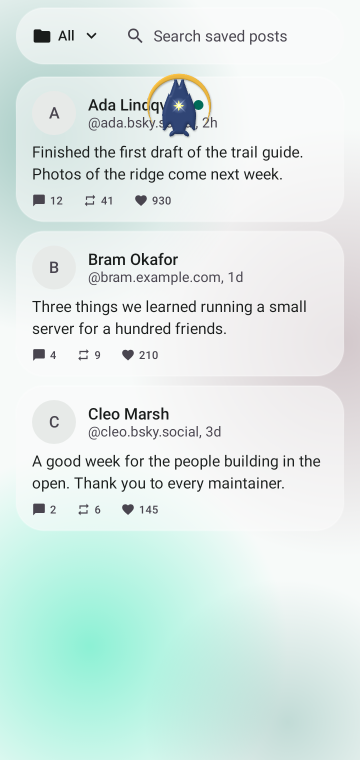 All
Search saved posts
A
Ada
@ada.bsky. 2h
Finished the first draft of the trail guide.
Photos of the ridge come next week.
12 41 930
B
Bram Okafor
@bram.example.com, 1d
Three things we learned running a small
server for a hundred friends.
4 9 210
C
Cleo Marsh
@cleo.bsky.social, 3d
A good week for the people building in the
open. Thank you to every maintainer.
2 6 145